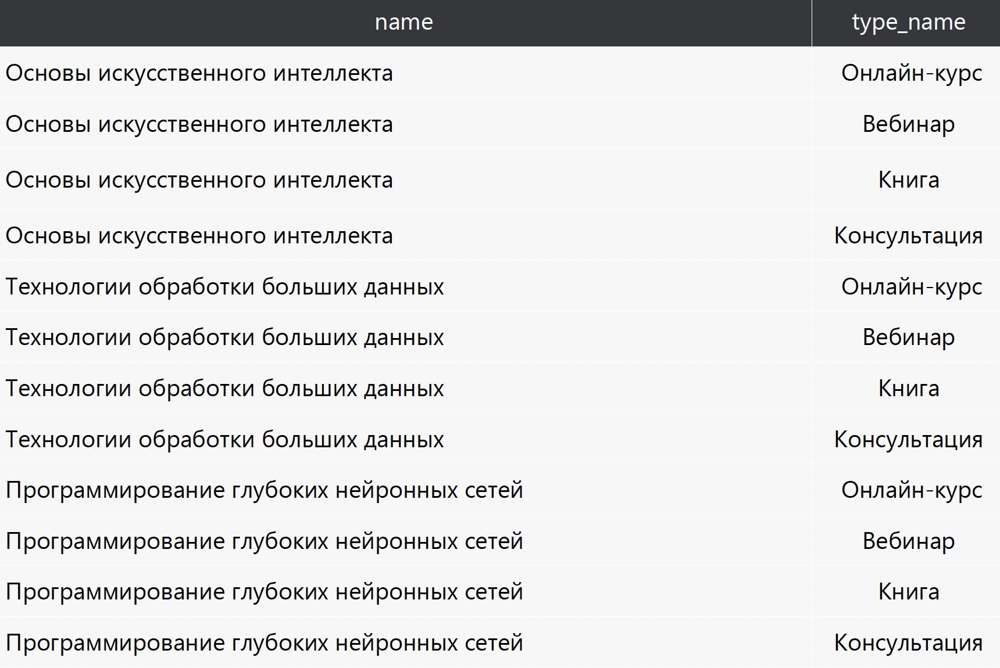 name type_name
Основы искусственного интеллекта Онлайн-курс
Основы искусственного интеллекта Вебинар
Основы искусственного интеллекта Книга
Основы искусственного интеллекта Консультация
Технологии обработки больших данных Онлайн-курс
Технологии обработки больших данных Вебинар
Технологии обработки больших данных Книга
Технологии обработки больших данных Консультация
Программирование глубоких нейронных сетей Онлайн-курс
Программирование глубоких нейронных сетей Вебинар
Программирование глубоких нейронных сетей Книга
Программирование глубоких нейронных сетей Консультация